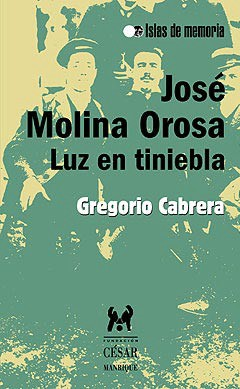 Islas de memoria
José
Molina Orosa
Luz en tiniebla
Gregorio Cabrera
FUNDACIÓN
CÉSAR
MANRIQUE